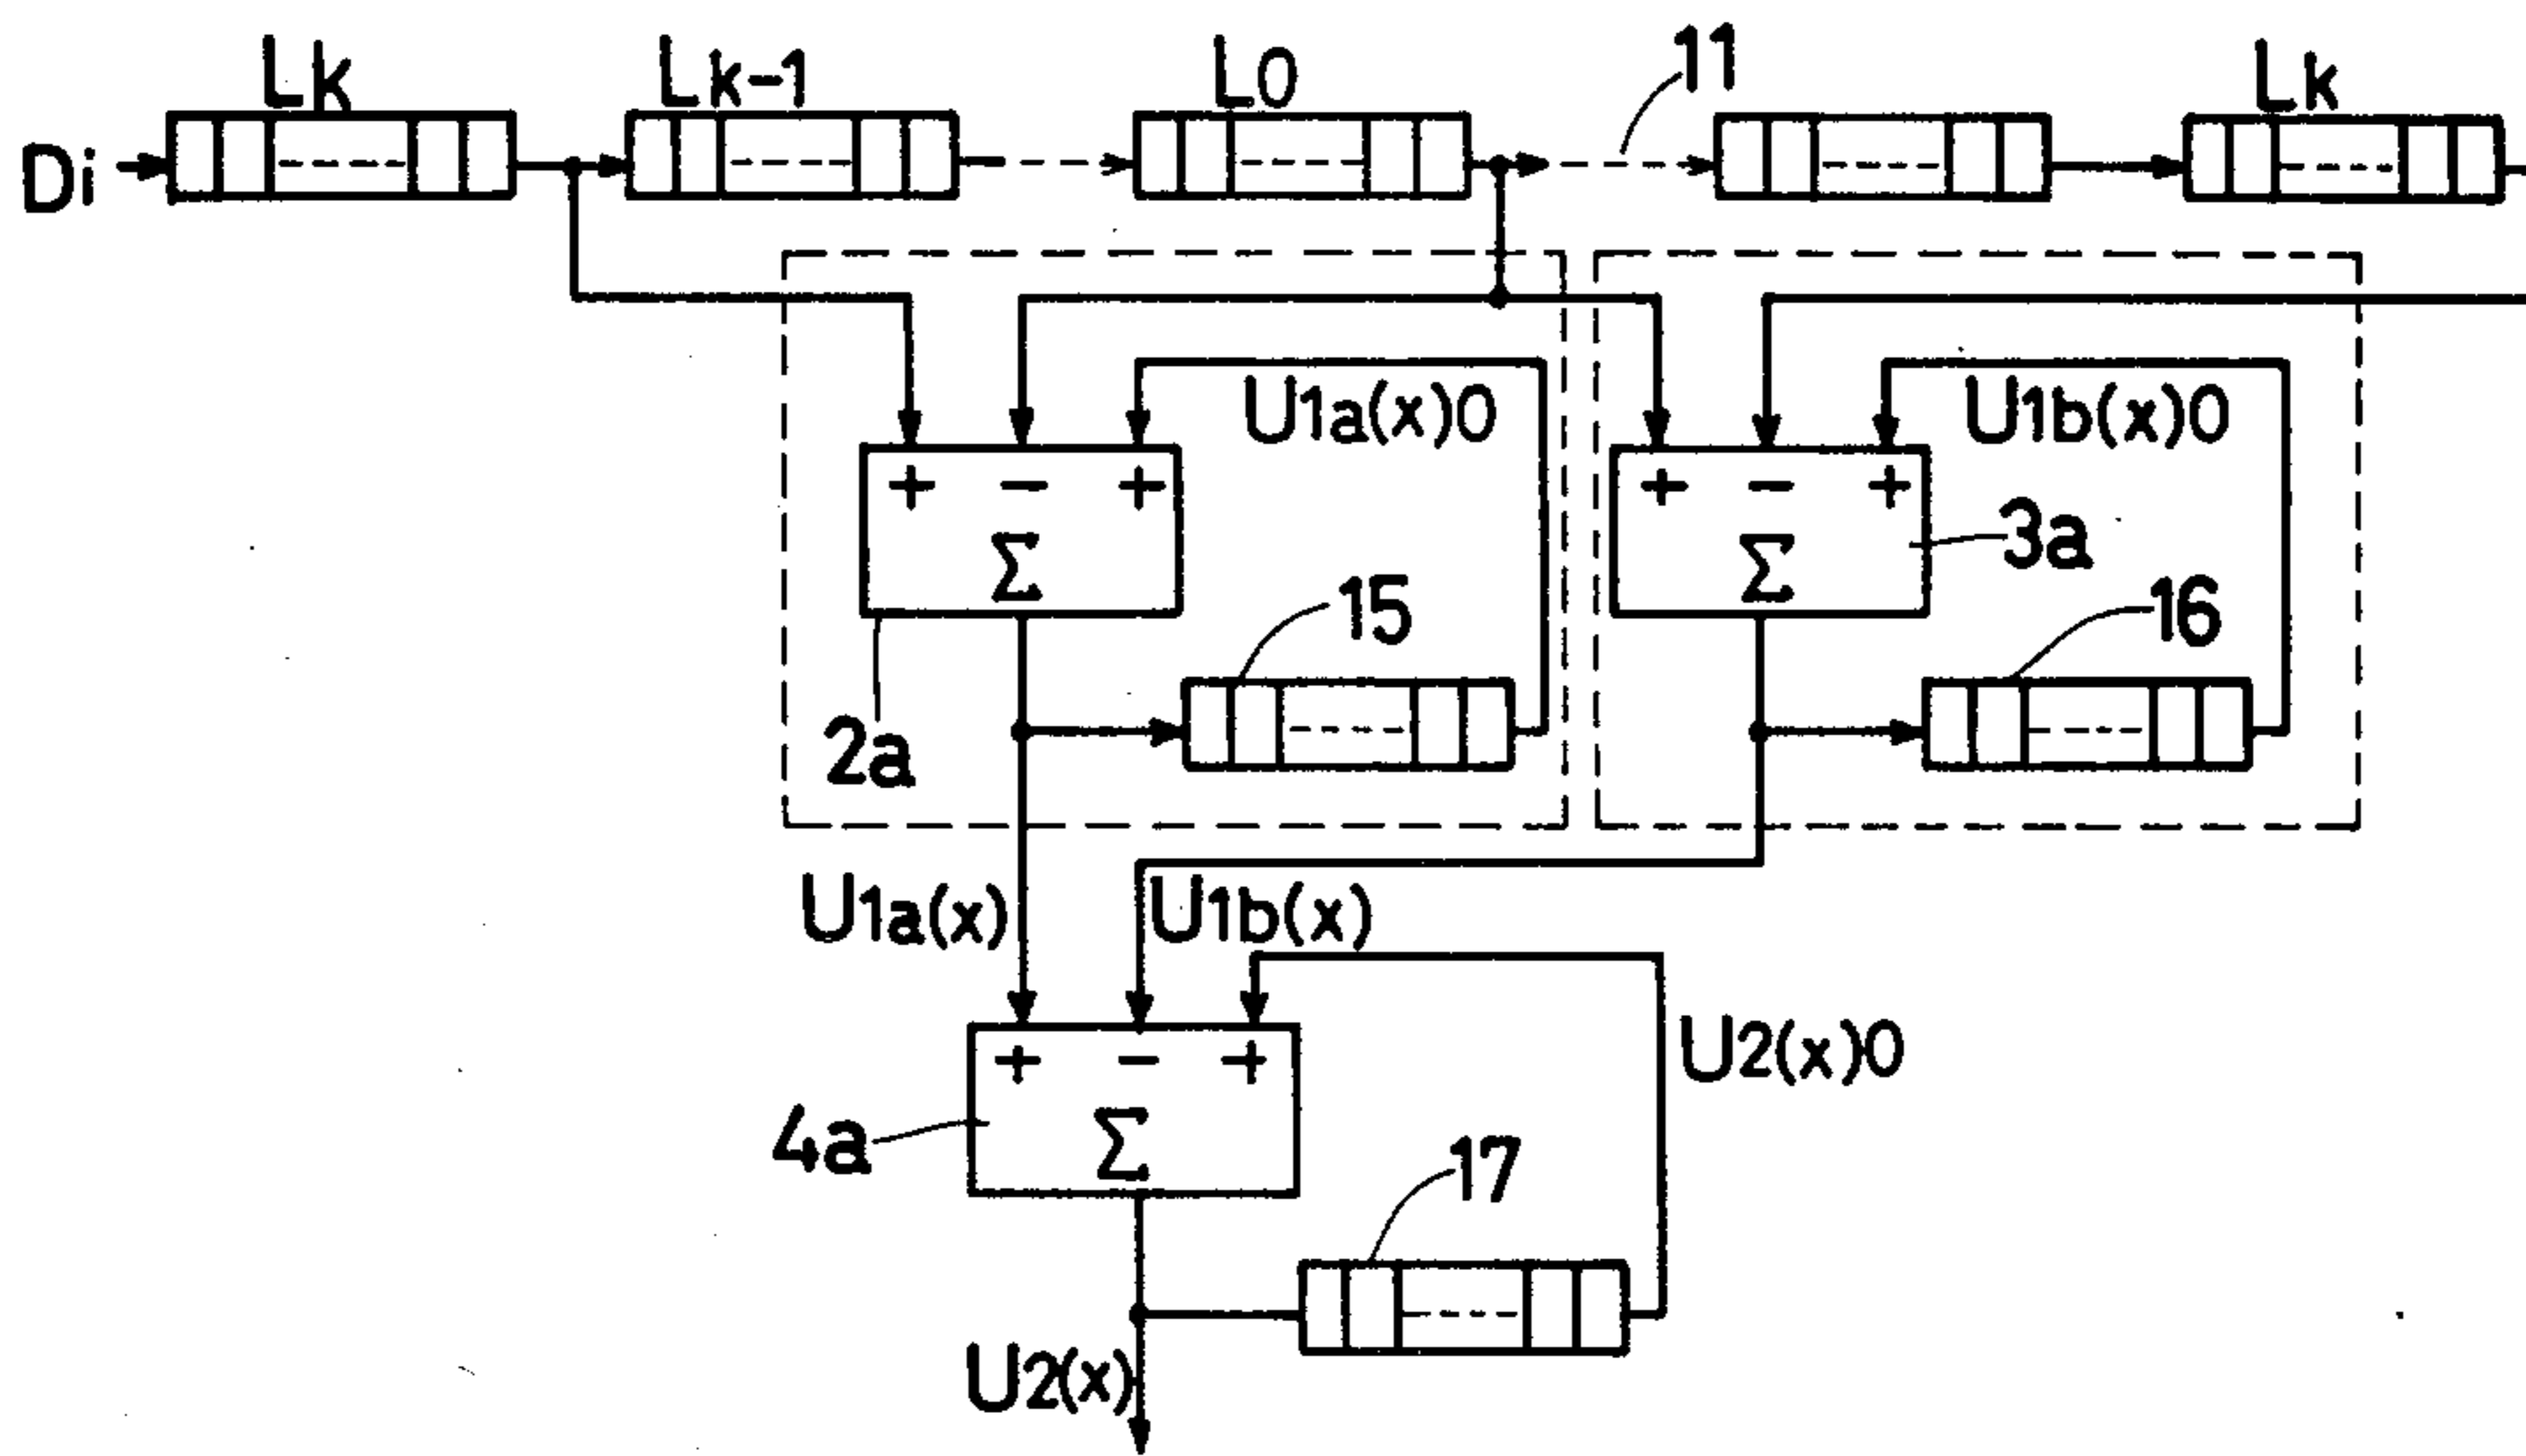 Lk Lk-1 L0 11 Lk
Di
U1a(x)0 U1b(x)0
+ - + + - +
Σ Σ 3a
15 16
2a
U1a(x) U1b(x)
+ - + U2(x)0
4a Σ
17
U2(x)